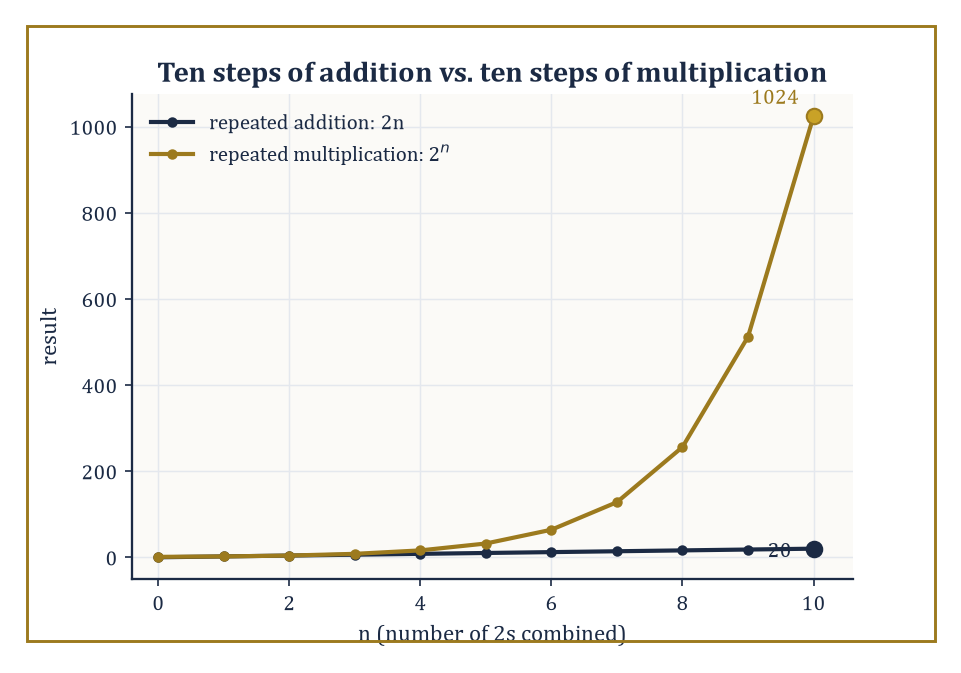 Ten steps of addition vs. ten steps of multiplication
1024
repeated addition: 2n
repeated multiplication: 2ⁿ
1000
800
600
400
200
0
result
20
0 2 4 6 8 10
n (number of 2s combined)